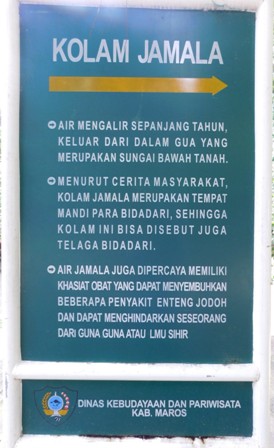 KOLAM JAMALA
AIR MENGALIR SEPANJANG TAHUN,
KELUAR DARI DALAM GUA YANG
MERUPAKAN SUNGAI BAWAH TANAH.
MENURUT CERITA MASYARAKAT,
KOLAM JAMALA MERUPAKAN TEMPAT
MANDI PARA BIDADARI, SEHINGGA
KOLAM INI BISA DISEBUT JUGA
TELAGA BIDADARI.
AIR JAMALA JUGA DIPERCAYA MEMILIKI
KHASIAT OBAT YANG DAPAT MENYEMBUHKAN
BEBERAPA PENYAKIT ENTENG JODOH
DAN DAPAT MENGHINDARKAN SESEORANG
DARI GUNA GUNA ATAU ILMU SIHIR
DINAS KEBUDAYAAN DAN PARIWISATA
KAB. MAROS